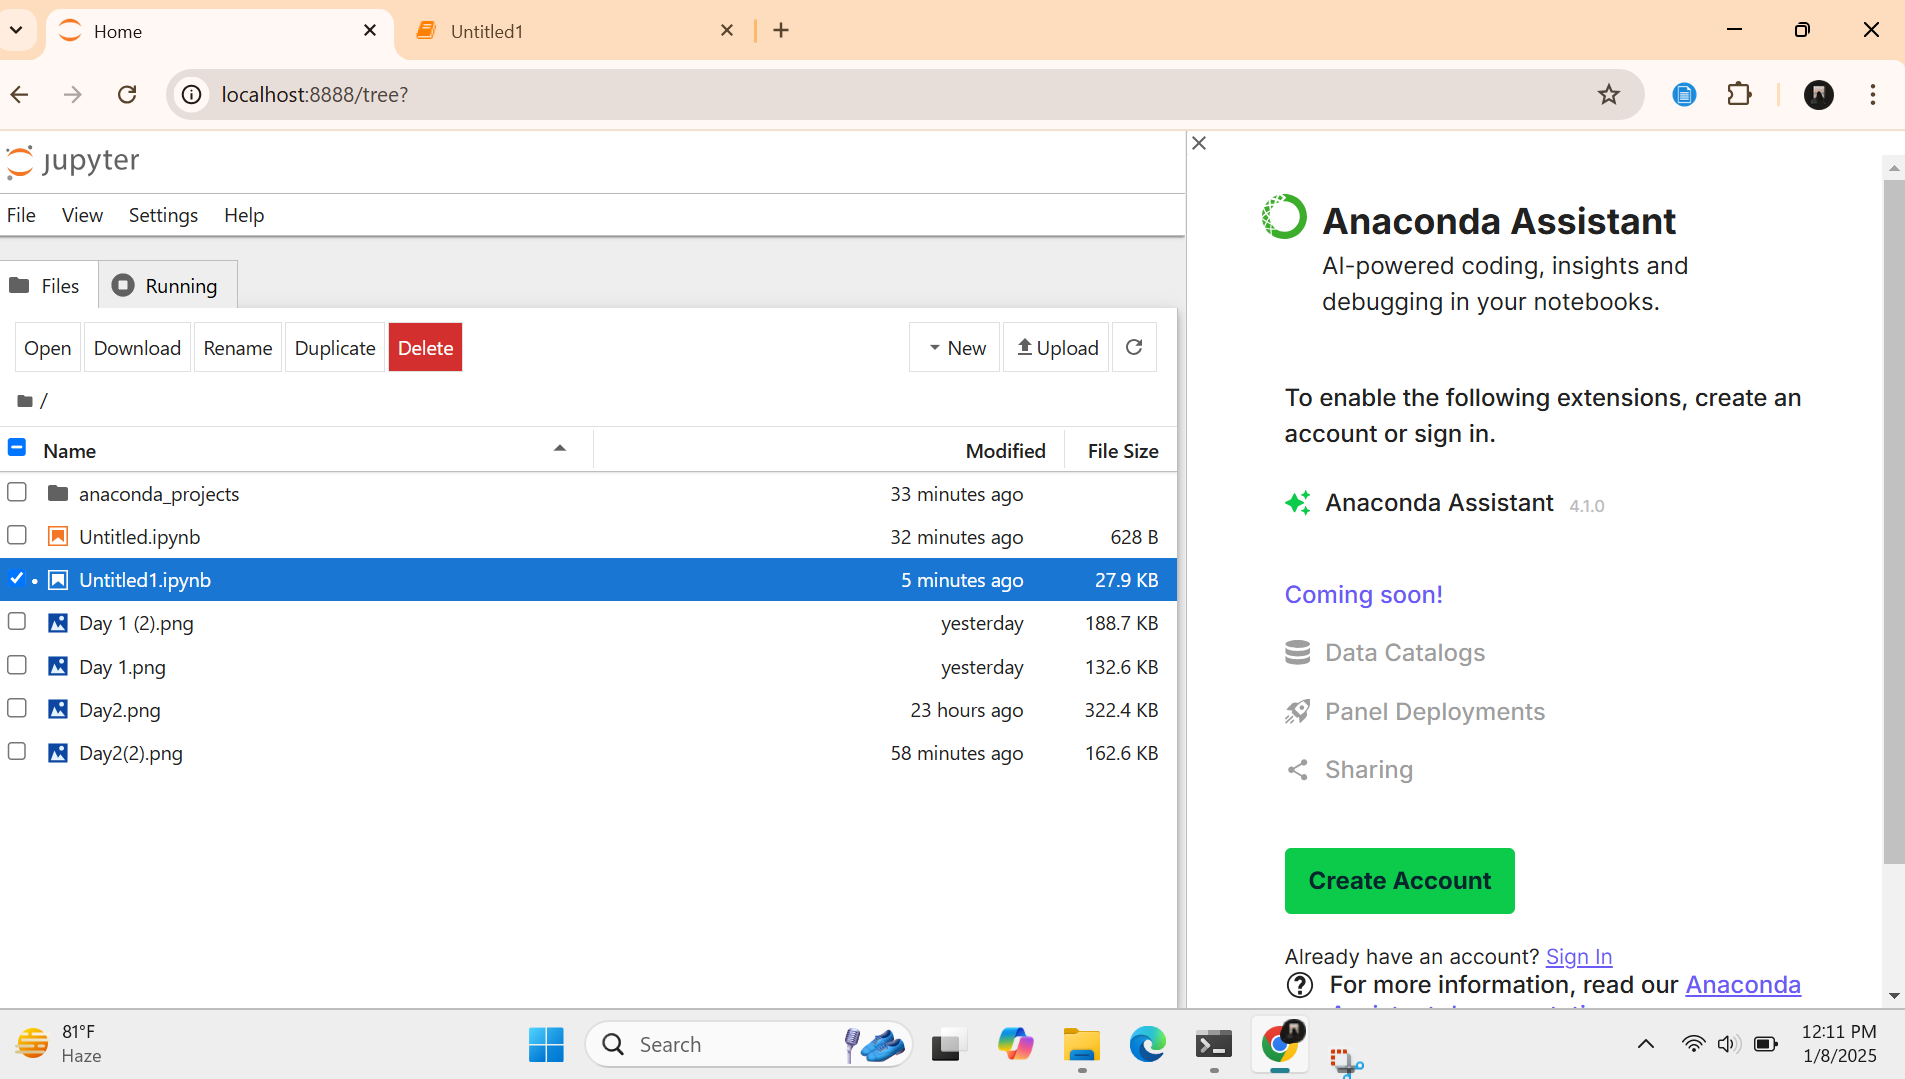 Home
Untitled1
localhost:8888/tree?
jupyter
File View Settings Help
Files Running
Open Download Rename Duplicate Delete New Upload
/
Name Modified File Size
anaconda_projects 33 minutes ago
Untitled.ipynb 32 minutes ago 628 B
Untitled1.ipynb 5 minutes ago 27.9 KB
Day 1 (2).png yesterday 188.7 KB
Day 1.png yesterday 132.6 KB
Day2.png 23 hours ago 322.4 KB
Day2(2).png 58 minutes ago 162.6 KB
Anaconda Assistant
AI-powered coding, insights and
debugging in your notebooks.
To enable the following extensions, create an
account or sign in.
Anaconda Assistant 4.1.0
Coming soon!
Data Catalogs
Panel Deployments
Sharing
Create Account
Already have an account? Sign In
For more information, read our Anaconda
81°F
Haze
Search
12:11 PM
1/8/2025